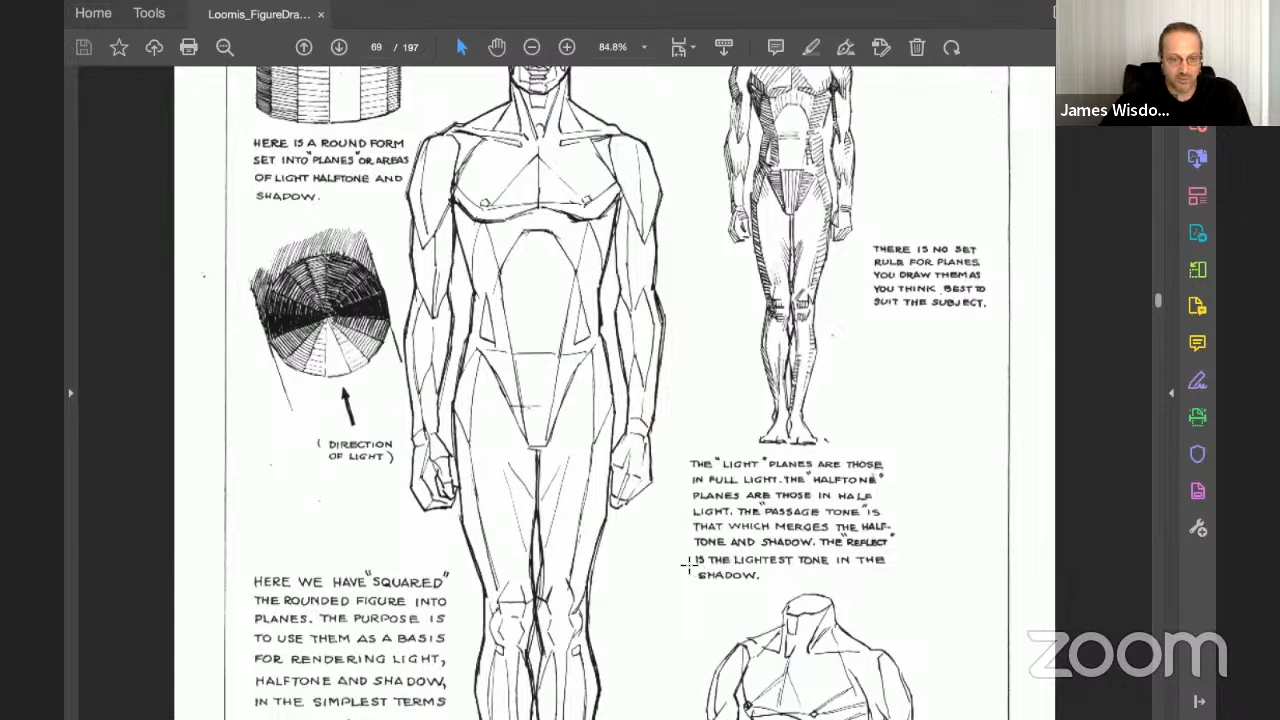 Home Tools Loomis_FigureDra... ×
69 / 197 84.8%
James Wisdo...
HERE IS A ROUND FORM
SET INTO "PLANES" OR AREAS
OF LIGHT HALFTONE AND
SHADOW.
( DIRECTION
OF LIGHT )
HERE WE HAVE "SQUARED"
THE ROUNDED FIGURE INTO
PLANES. THE PURPOSE IS
TO USE THEM AS A BASIS
FOR RENDERING LIGHT,
HALFTONE AND SHADOW,
IN THE SIMPLEST TERMS
THERE IS NO SET
RULE FOR PLANES
YOU DRAW THEM AS
YOU THINK BEST TO
SUIT THE SUBJECT.
THE "LIGHT" PLANES ARE THOSE
IN FULL LIGHT. THE "HALFTONE"
PLANES ARE THOSE IN HALF
LIGHT. THE "PASSAGE TONE" IS
THAT WHICH MERGES THE HALF-
TONE AND SHADOW. THE "REFLECT"
IS THE LIGHTEST TONE IN THE
SHADOW.
zoom